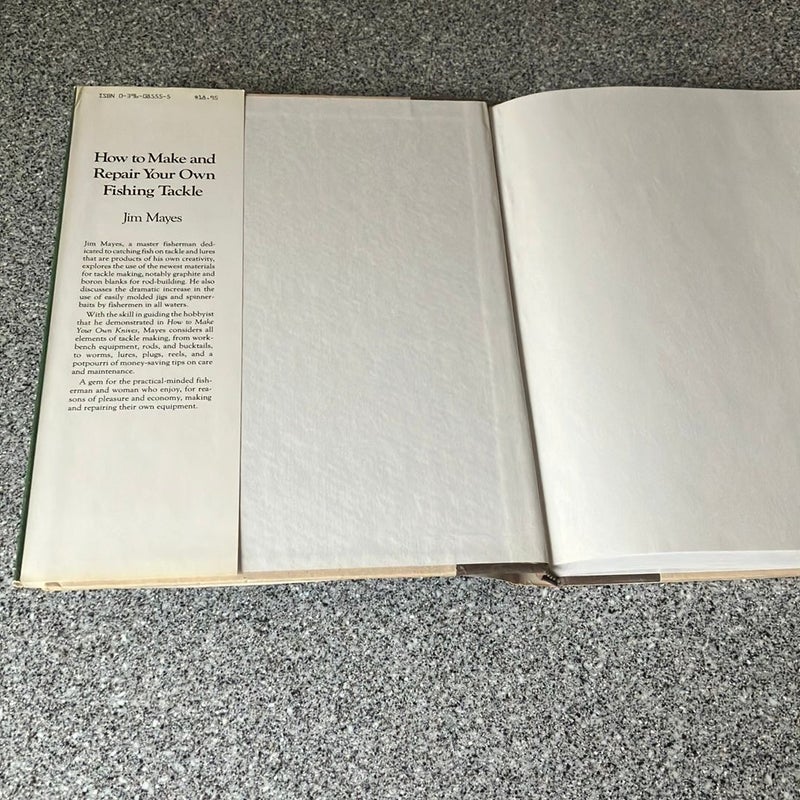 ISBN 0-396-08555-5 $18.95
How to Make and
Repair Your Own
Fishing Tackle
Jim Mayes
Jim Mayes, a master fisherman ded-
icated to catching fish on tackle and lures
that are products of his own creativity,
explores the use of the newest materials
for tackle making, notably graphite and
boron blanks for rod-building. He also
discusses the dramatic increase in the
use of easily molded jigs and spinner-
baits by fishermen in all waters.
With the skill in guiding the hobbyist
that he demonstrated in How to Make
Your Own Knives, Mayes considers all
elements of tackle making, from work-
bench equipment, rods, and bucktails,
to worms, lures, plugs, reels, and a
potpourri of money-saving tips on care
and maintenance.
A gem for the practical-minded fish-
erman and woman who enjoy, for rea-
sons of pleasure and economy, making
and repairing their own equipment.